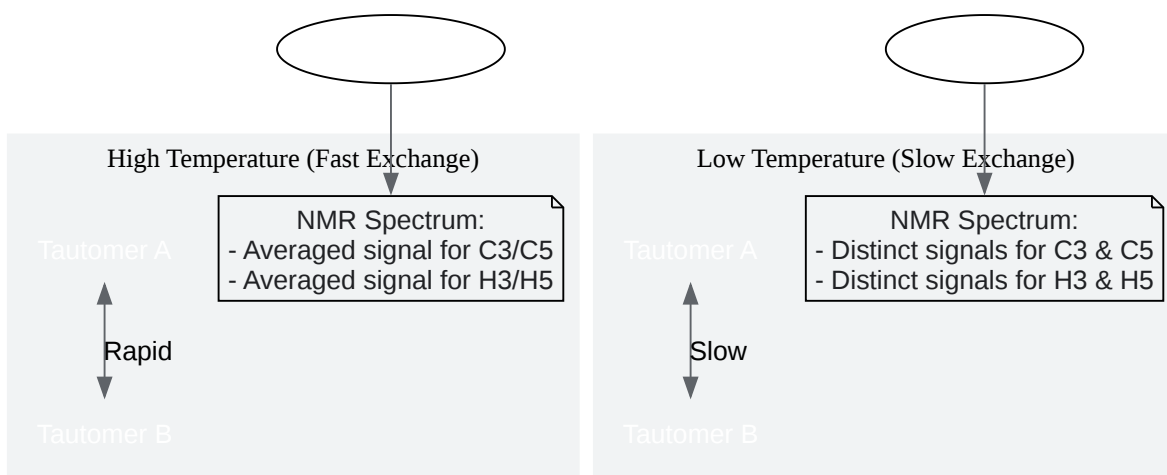 High Temperature (Fast Exchange)
NMR Spectrum:
- Averaged signal for C3/C5
- Averaged signal for H3/H5
Tautomer A
Rapid
Tautomer B
Low Temperature (Slow Exchange)
NMR Spectrum:
- Distinct signals for C3 & C5
- Distinct signals for H3 & H5
Tautomer A
Slow
Tautomer B